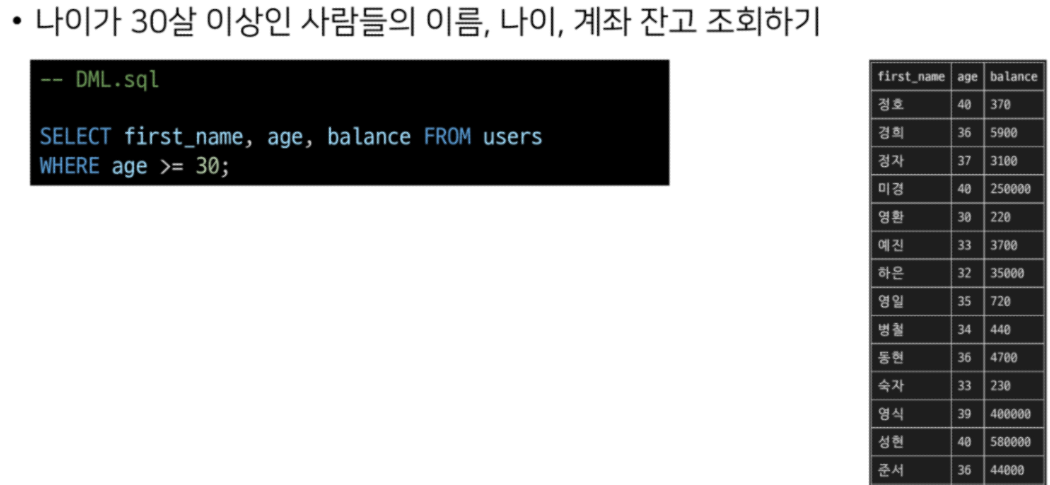 • 나이가 30살 이상인 사람들의 이름, 나이, 계좌 잔고 조회하기
-- DML.sql
SELECT first_name, age, balance FROM users
WHERE age >= 30;
first_name age balance
정호 40 370
경희 36 5900
정자 37 3100
미경 40 250000
영환 30 220
예진 33 3700
하은 32 35000
영일 35 720
병철 34 440
동현 36 4700
숙자 33 230
영식 39 400000
성현 40 580000
준서 36 44000